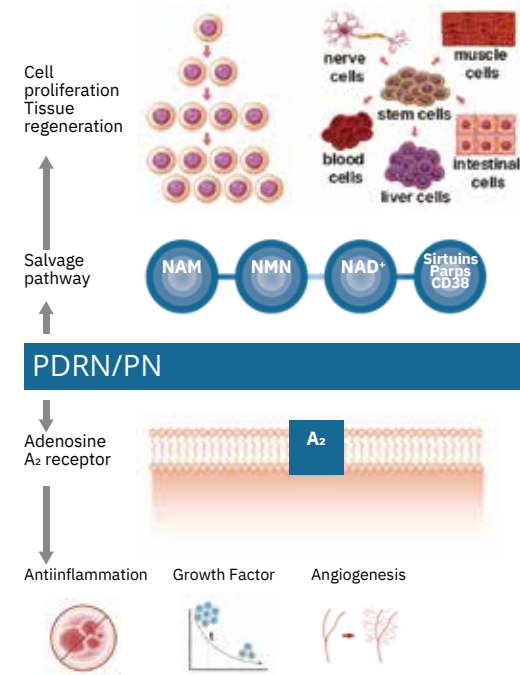 Cell
proliferation
Tissue
regeneration
nerve
cells
muscle
cells
stem cells
blood
cells
intestinal
cells
liver cells
Salvage
pathway
NAM
NMN
NAD⁺
Sirtuins
Parps
CD38
PDRN/PN
Adenosine
A₂ receptor
A₂
Antiinflammation
Growth Factor
Angiogenesis